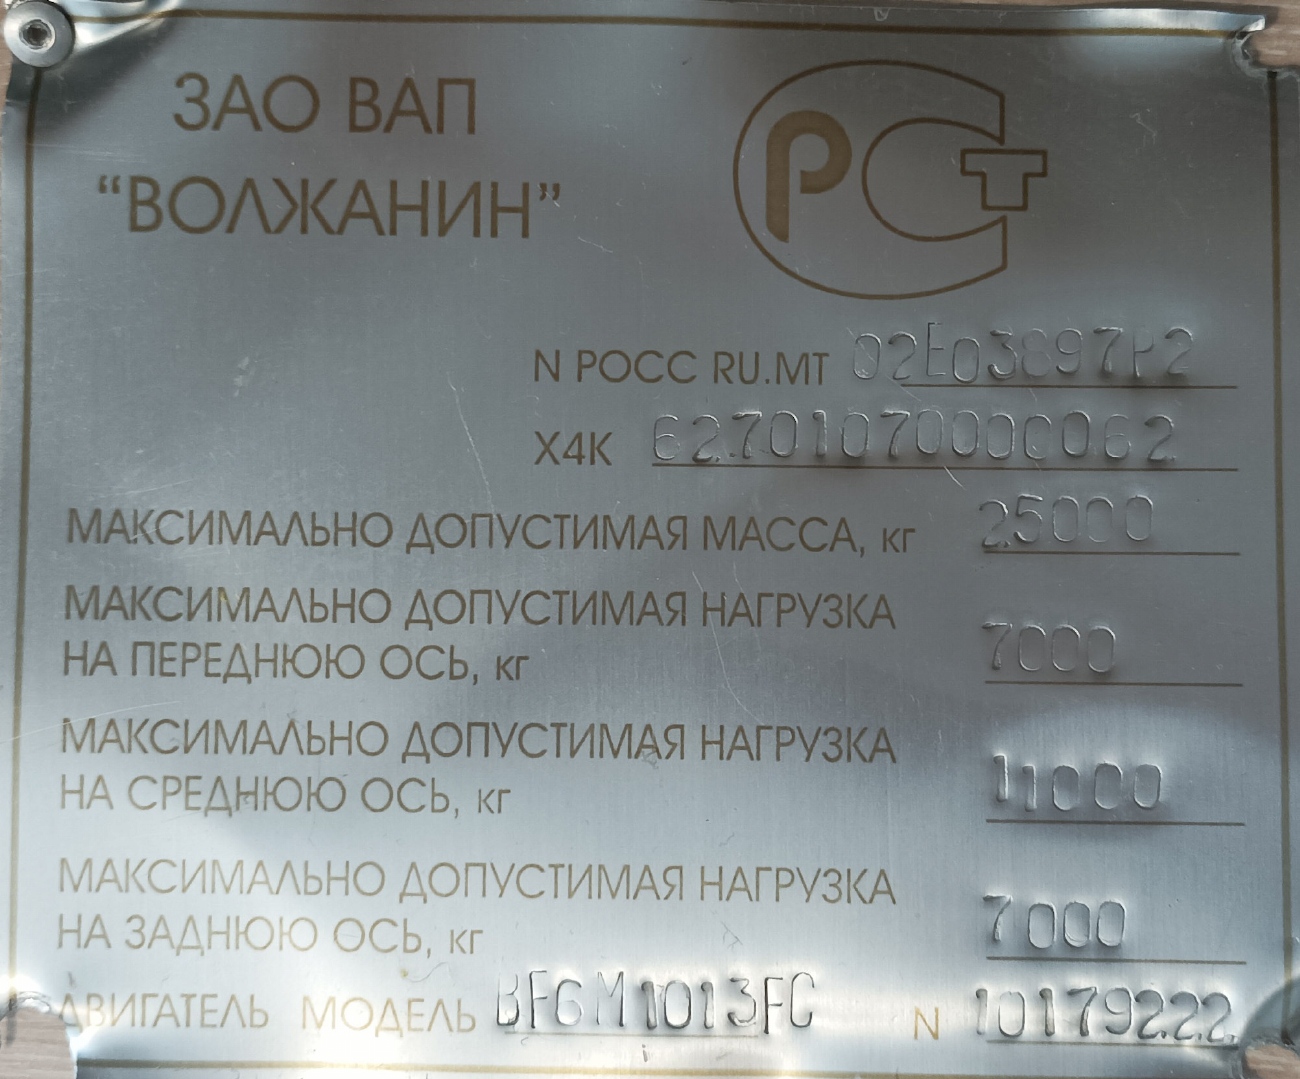 ЗАО ВАП
“ВОЛЖАНИН”
РСТ
N РОСС RU.МТ 02Е03897Р2
Х4К 62701070000062
МАКСИМАЛЬНО ДОПУСТИМАЯ МАССА, кг 25000
МАКСИМАЛЬНО ДОПУСТИМАЯ НАГРУЗКА
НА ПЕРЕДНЮЮ ОСЬ, кг 7000
МАКСИМАЛЬНО ДОПУСТИМАЯ НАГРУЗКА
НА СРЕДНЮЮ ОСЬ, кг 11000
МАКСИМАЛЬНО ДОПУСТИМАЯ НАГРУЗКА
НА ЗАДНЮЮ ОСЬ, кг 7000
ДВИГАТЕЛЬ МОДЕЛЬ BF6M1013FC N 10179222